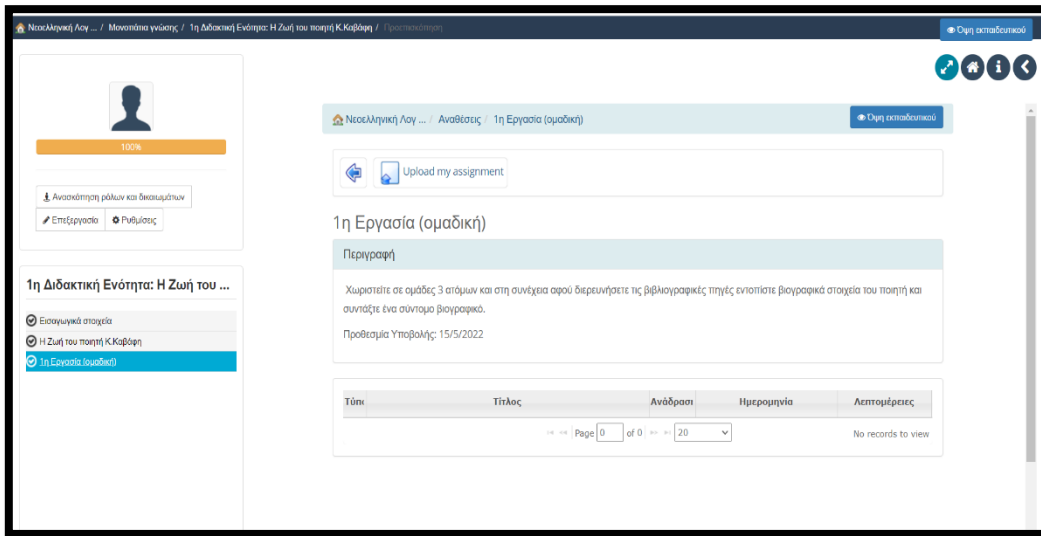 Νεοελληνική Λογ ... / Μονοπάτια γνώσης / 1η Διδακτική Ενότητα: Η Ζωή του ποιητή Κ.Καβάφη / Προεπισκόπηση
Όψη εκπαιδευτικού
100%
Ανασκόπηση ρόλων και δικαιωμάτων
Επεξεργασία Ρυθμίσεις
1η Διδακτική Ενότητα: Η Ζωή του ...
Εισαγωγικά στοιχεία
Η Ζωή του ποιητή Κ.Καβάφη
1η Εργασία (ομαδική)
Νεοελληνική Λογ ... / Αναθέσεις / 1η Εργασία (ομαδική)
Όψη εκπαιδευτικού
Upload my assignment
1η Εργασία (ομαδική)
Περιγραφή
Χωριστείτε σε ομάδες 3 ατόμων και στη συνέχεια αφού διερευνήσετε τις βιβλιογραφικές πηγές εντοπίστε βιογραφικά στοιχεία του ποιητή και
συντάξτε ένα σύντομο βιογραφικό.
Προθεσμία Υποβολής: 15/5/2022
Τύπο Τίτλος Ανάδρασι Ημερομηνία Λεπτομέρειες
Page 0 of 0 20 No records to view